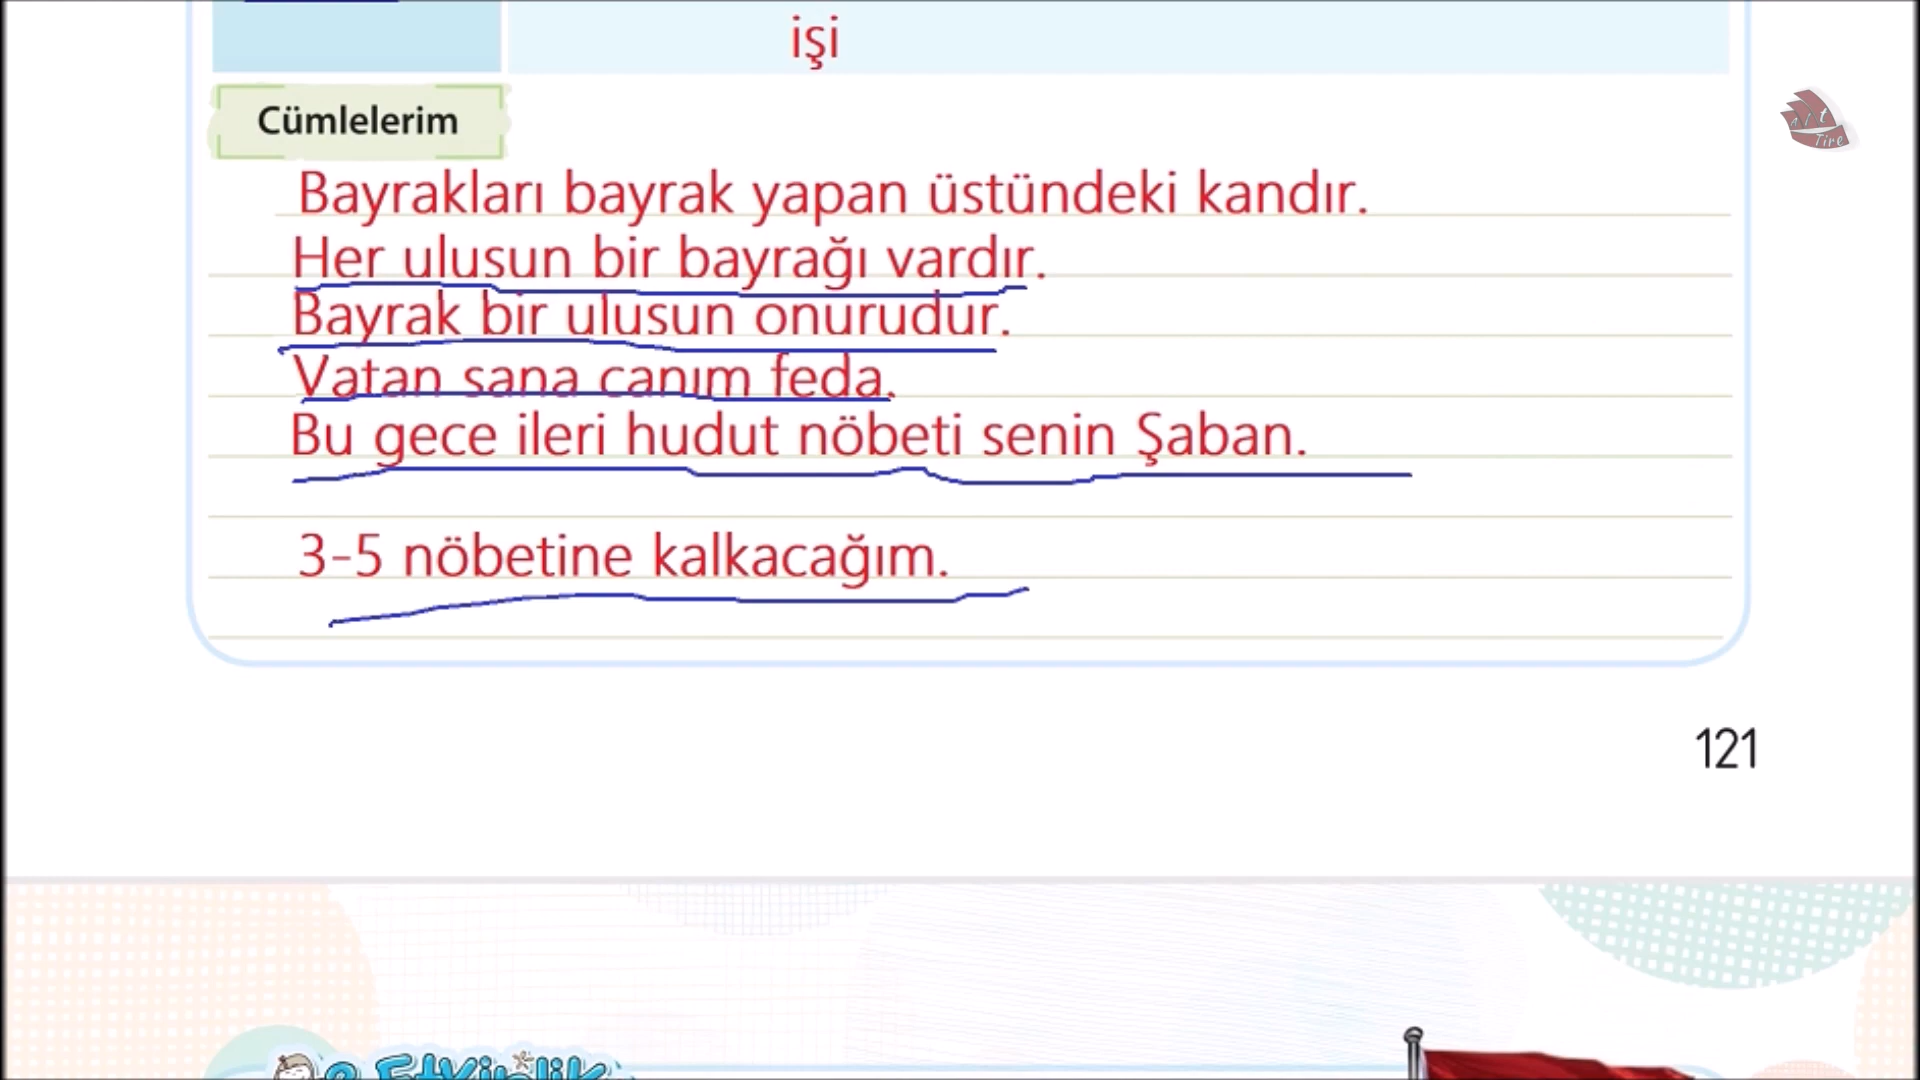 işi
Cümlelerim
Bayrakları bayrak yapan üstündeki kandır.
Her ulusun bir bayrağı vardır.
Bayrak bir ulusun onurudur.
Vatan sana canım feda.
Bu gece ileri hudut nöbeti senin Şaban.
3-5 nöbetine kalkacağım.
121
Etkinlik